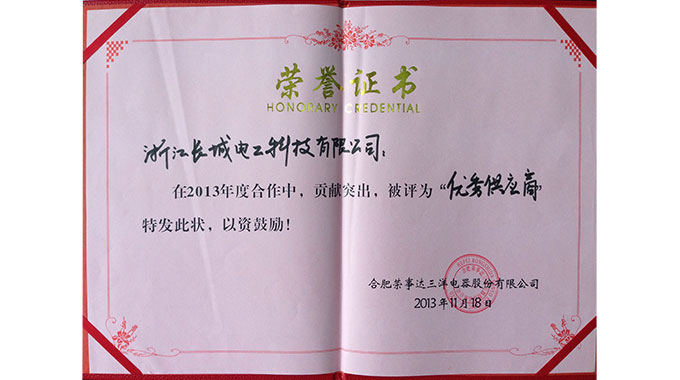 荣誉证书
HONORARY CREDENTIAL
浙江长城电工科技有限公司：
在2013年度合作中，贡献突出，被评为“优秀供应商”
特发此状，以资鼓励！
合肥荣事达三洋电器股份有限公司
2013年11月18日